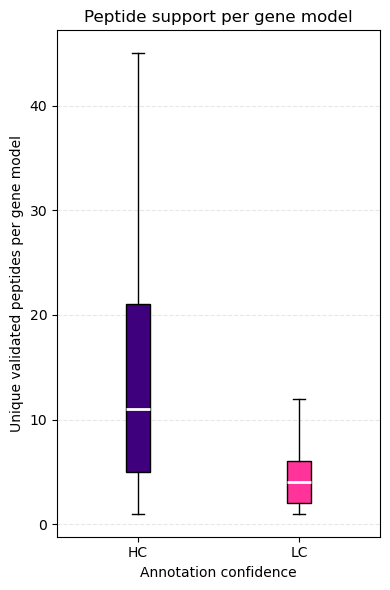 Peptide support per gene model
Unique validated peptides per gene model
40
30
20
10
0
HC
LC
Annotation confidence